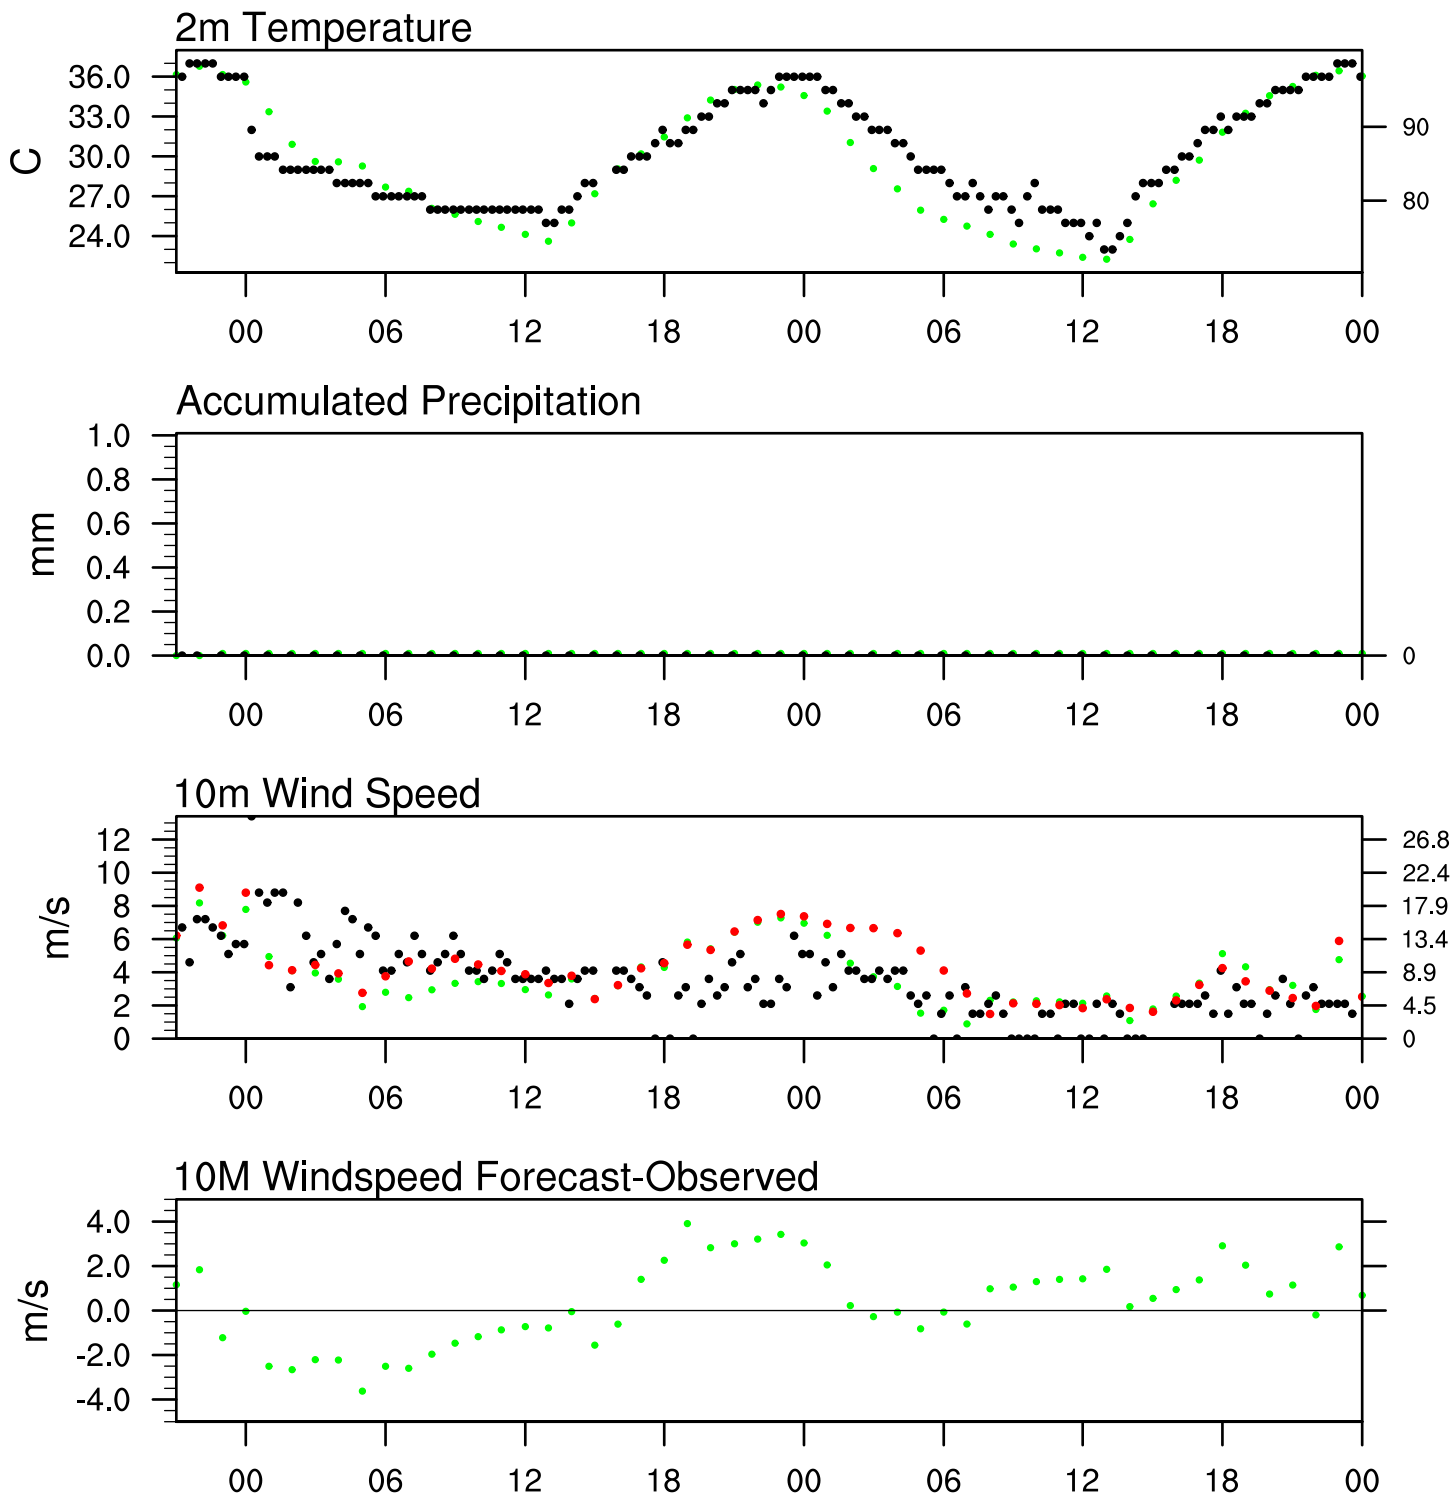 2m Temperature
36.0
33.0
30.0
27.0
24.0
C
90
80
00 06 12 18 00 06 12 18 00
Accumulated Precipitation
1.0
0.8
0.6
0.4
0.2
0.0
mm
0
00 06 12 18 00 06 12 18 00
10m Wind Speed
12
10
8
6
4
2
0
m/s
26.8
22.4
17.9
13.4
8.9
4.5
0
00 06 12 18 00 06 12 18 00
10M Windspeed Forecast-Observed
4.0
2.0
0.0
-2.0
-4.0
m/s
00 06 12 18 00 06 12 18 00